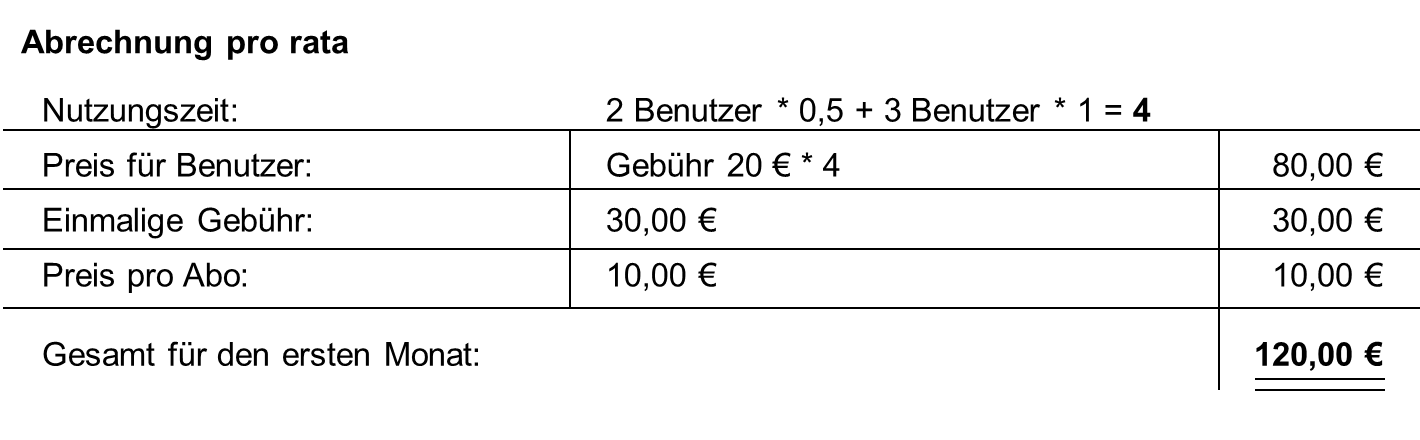 Abrechnung pro rata
Nutzungszeit: 2 Benutzer * 0,5 + 3 Benutzer * 1 = 4
Preis für Benutzer: Gebühr 20 € * 4 80,00 €
Einmalige Gebühr: 30,00 € 30,00 €
Preis pro Abo: 10,00 € 10,00 €
Gesamt für den ersten Monat: 120,00 €